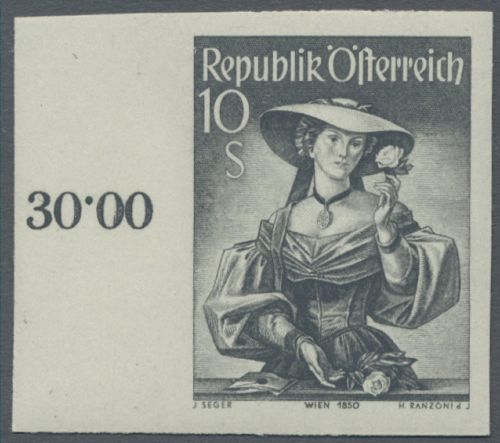 Republik Öſterreich
10
S
30·00
J. SEGER WIEN 1850 H. RANZONI d J